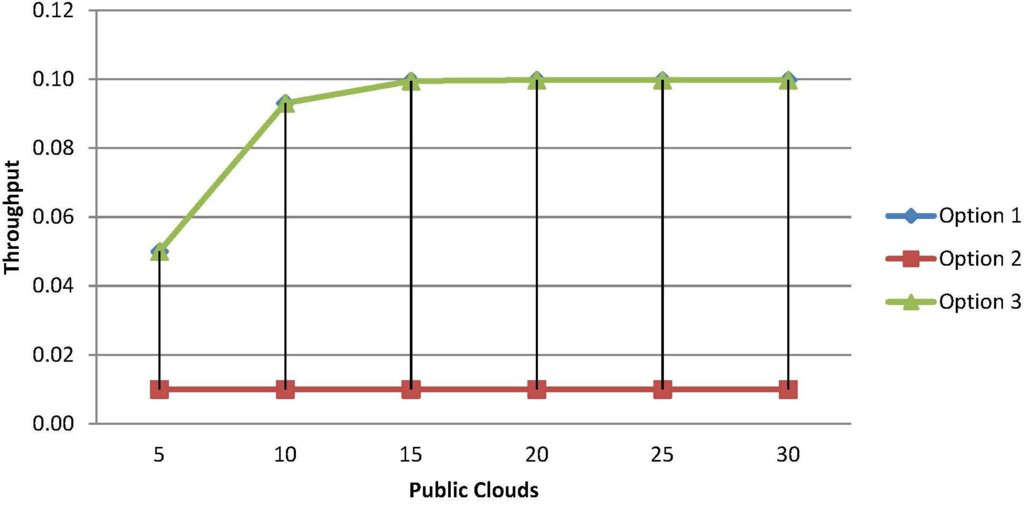 0.12
0.10
0.08
0.06
0.04
0.02
0.00
Throughput
5 10 15 20 25 30
Public Clouds
Option 1
Option 2
Option 3